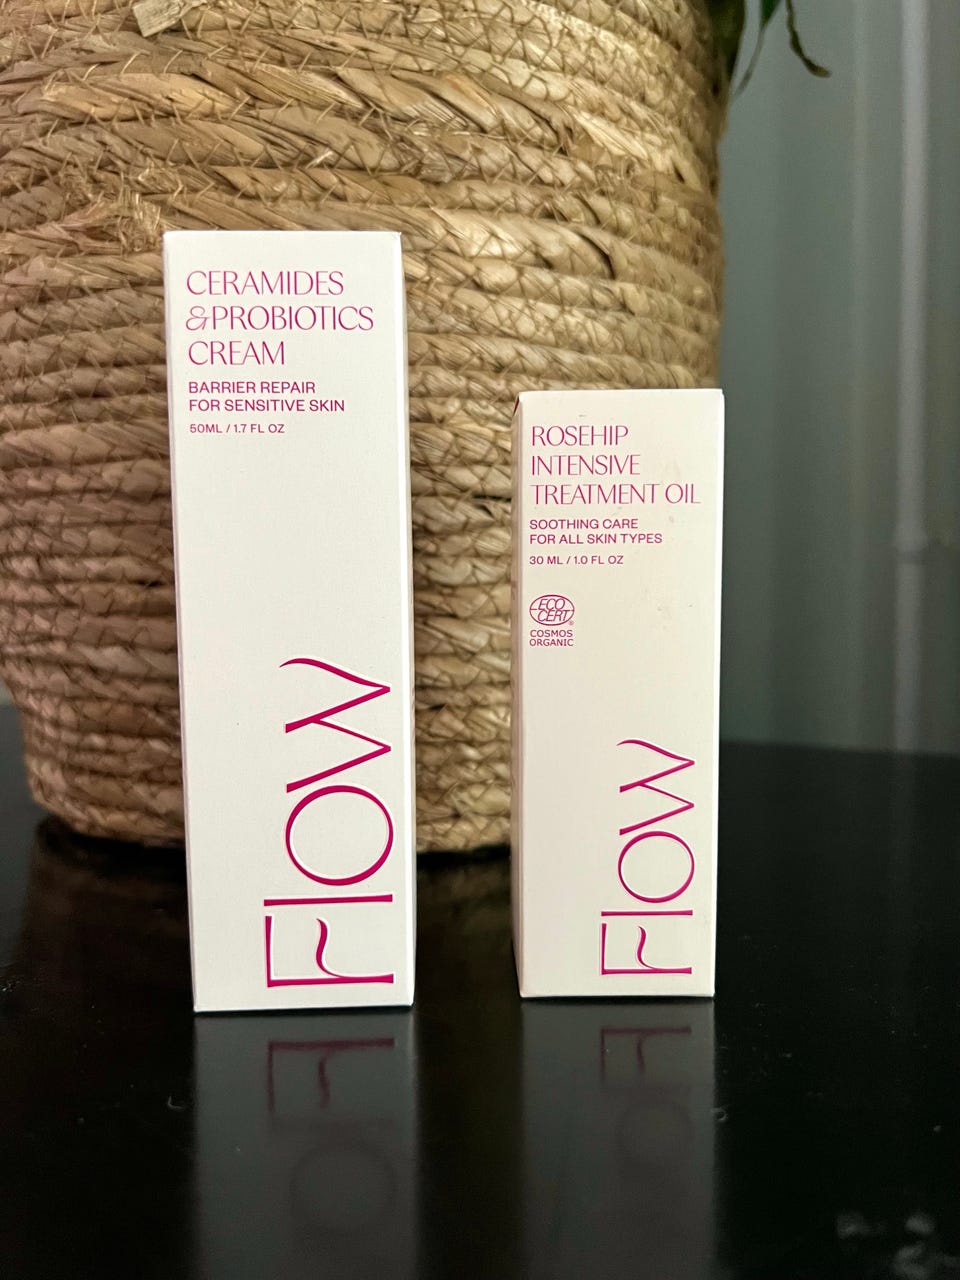 CERAMIDES
&PROBIOTICS
CREAM
BARRIER REPAIR
FOR SENSITIVE SKIN
50ML / 1.7 FL OZ
Flow
ROSEHIP
INTENSIVE
TREATMENT OIL
SOOTHING CARE
FOR ALL SKIN TYPES
30 ML / 1.0 FL OZ
ECO
CERT®
COSMOS
ORGANIC
Flow